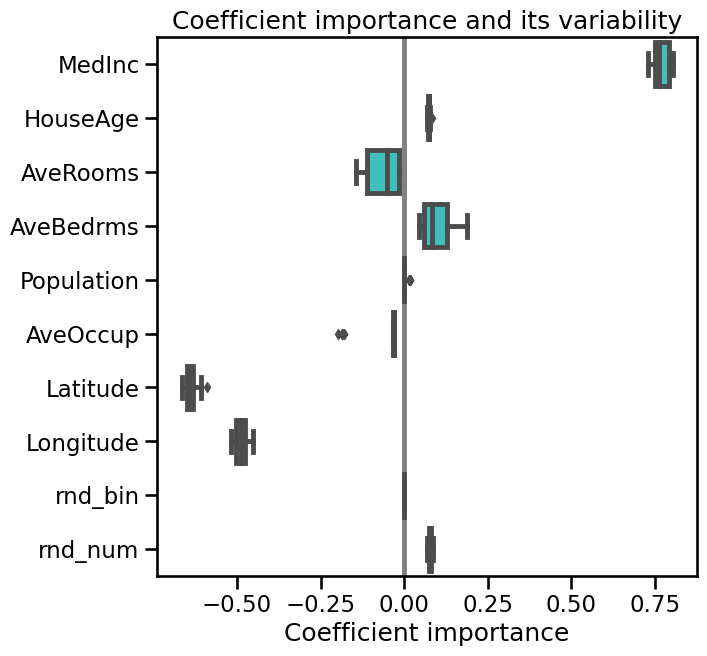 Coefficient importance and its variability
MedInc
HouseAge
AveRooms
AveBedrms
Population
AveOccup
Latitude
Longitude
rnd_bin
rnd_num
−0.50 −0.25 0.00 0.25 0.50 0.75
Coefficient importance